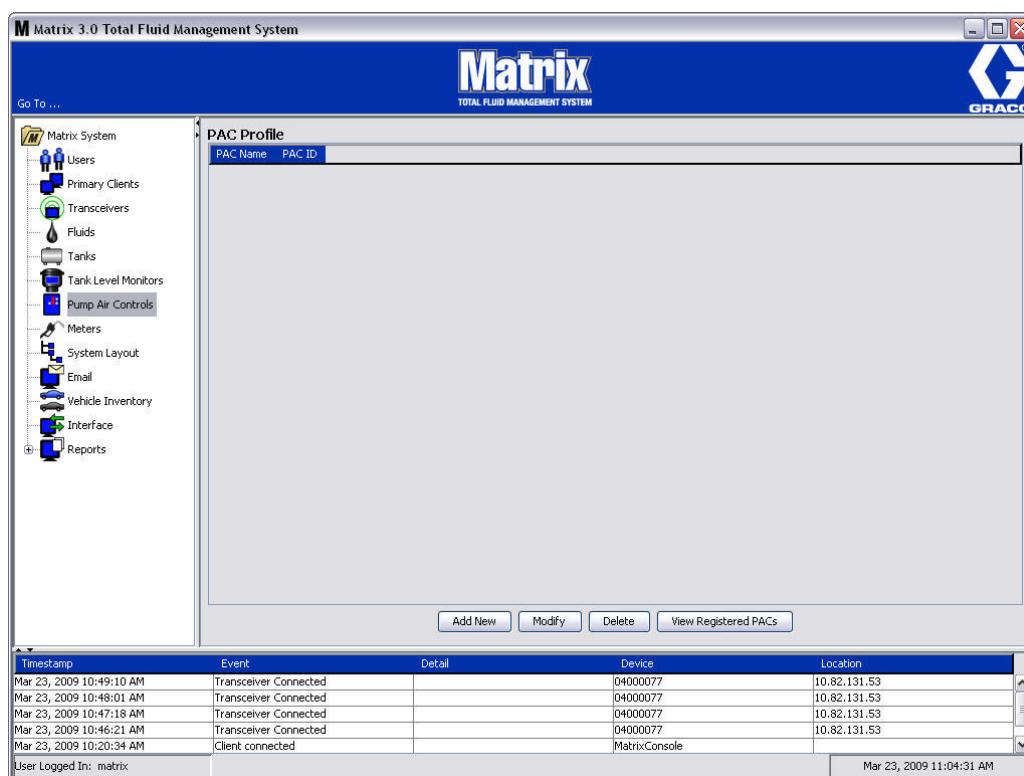 M Matrix 3.0 Total Fluid Management System
Matrix
TOTAL FLUID MANAGEMENT SYSTEM
Go To ...
G
GRACO
M Matrix System
Users
Primary Clients
Transceivers
Fluids
Tanks
Tank Level Monitors
Pump Air Controls
Meters
System Layout
Email
Vehicle Inventory
Interface
Reports
PAC Profile
PAC Name PAC ID
Add New Modify Delete View Registered PACs
Timestamp Event Detail Device Location
Mar 23, 2009 10:49:10 AM Transceiver Connected 04000077 10.82.131.53
Mar 23, 2009 10:48:01 AM Transceiver Connected 04000077 10.82.131.53
Mar 23, 2009 10:47:18 AM Transceiver Connected 04000077 10.82.131.53
Mar 23, 2009 10:46:21 AM Transceiver Connected 04000077 10.82.131.53
Mar 23, 2009 10:20:34 AM Client connected MatrixConsole
User Logged In: matrix Mar 23, 2009 11:04:31 AM